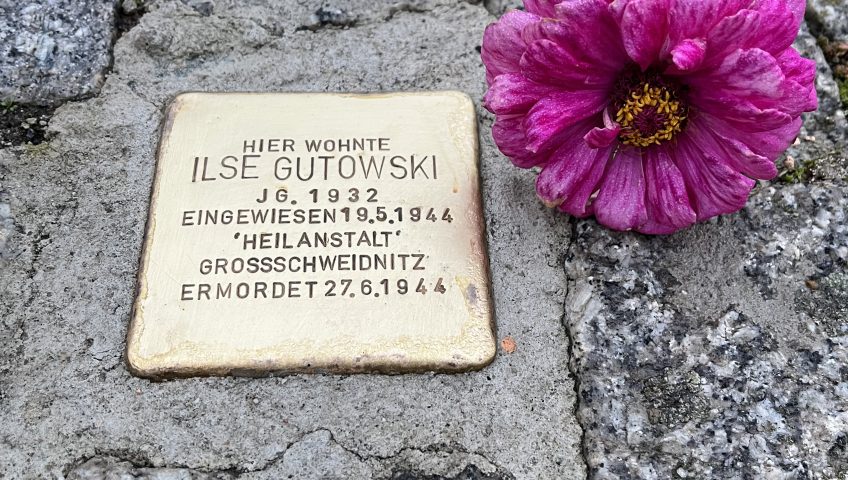 HIER WOHNTE
ILSE GUTOWSKI
JG. 1932
EINGEWIESEN 19.5.1944
'HEILANSTALT'
GROSSSCHWEIDNITZ
ERMORDET 27.6.1944